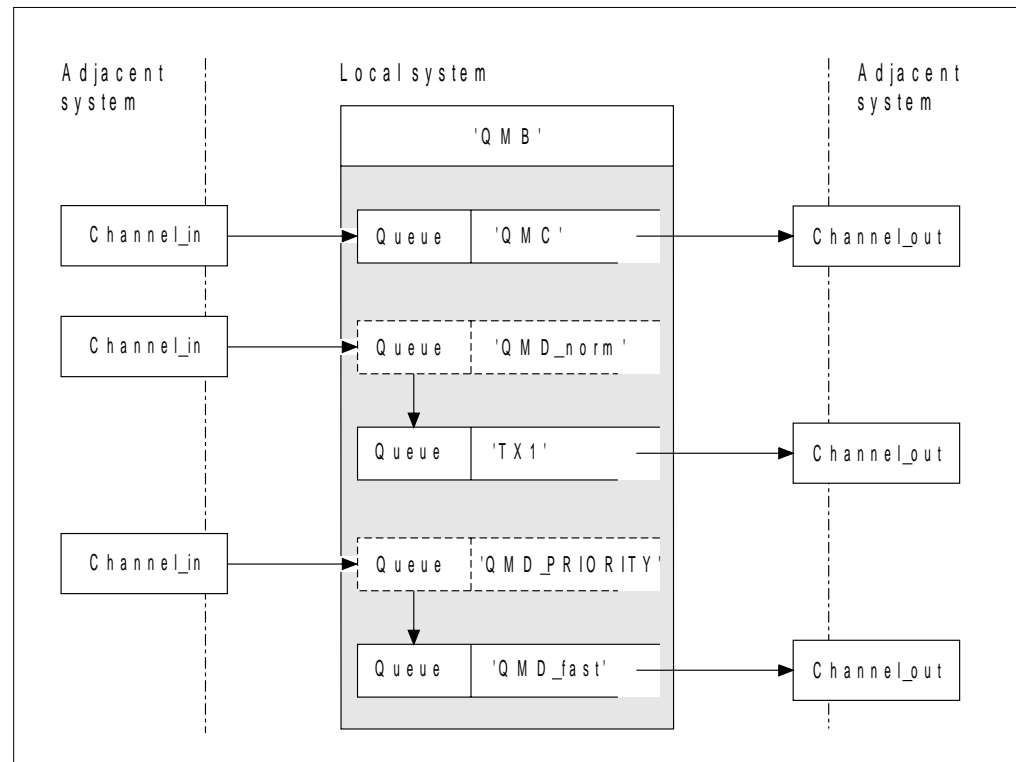 Adjacent
system
Local system
Adjacent
system
'QMB'
Channel_in
Queue
'QMC'
Channel_out
Channel_in
Queue
'QMD_norm'
Queue
'TX1'
Channel_out
Channel_in
Queue
'QMD_PRIORITY'
Queue
'QMD_fast'
Channel_out